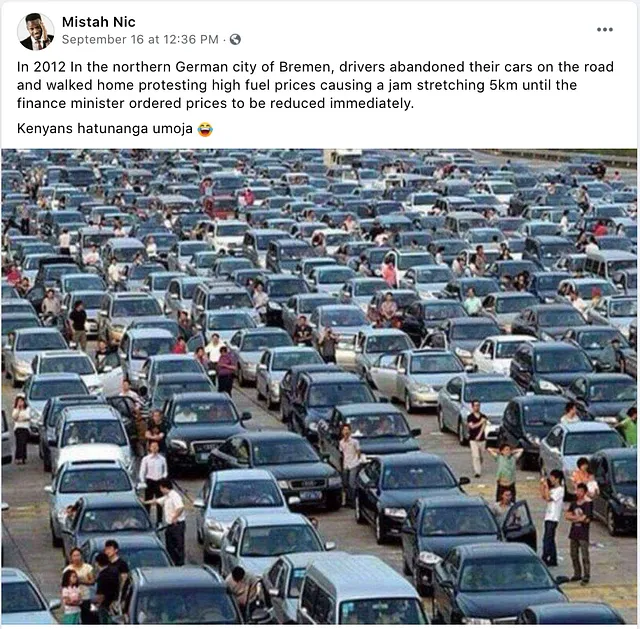 Mistah Nic
September 16 at 12:36 PM ·
In 2012 In the northern German city of Bremen, drivers abandoned their cars on the road
and walked home protesting high fuel prices causing a jam stretching 5km until the
finance minister ordered prices to be reduced immediately.
Kenyans hatunanga umoja 😂